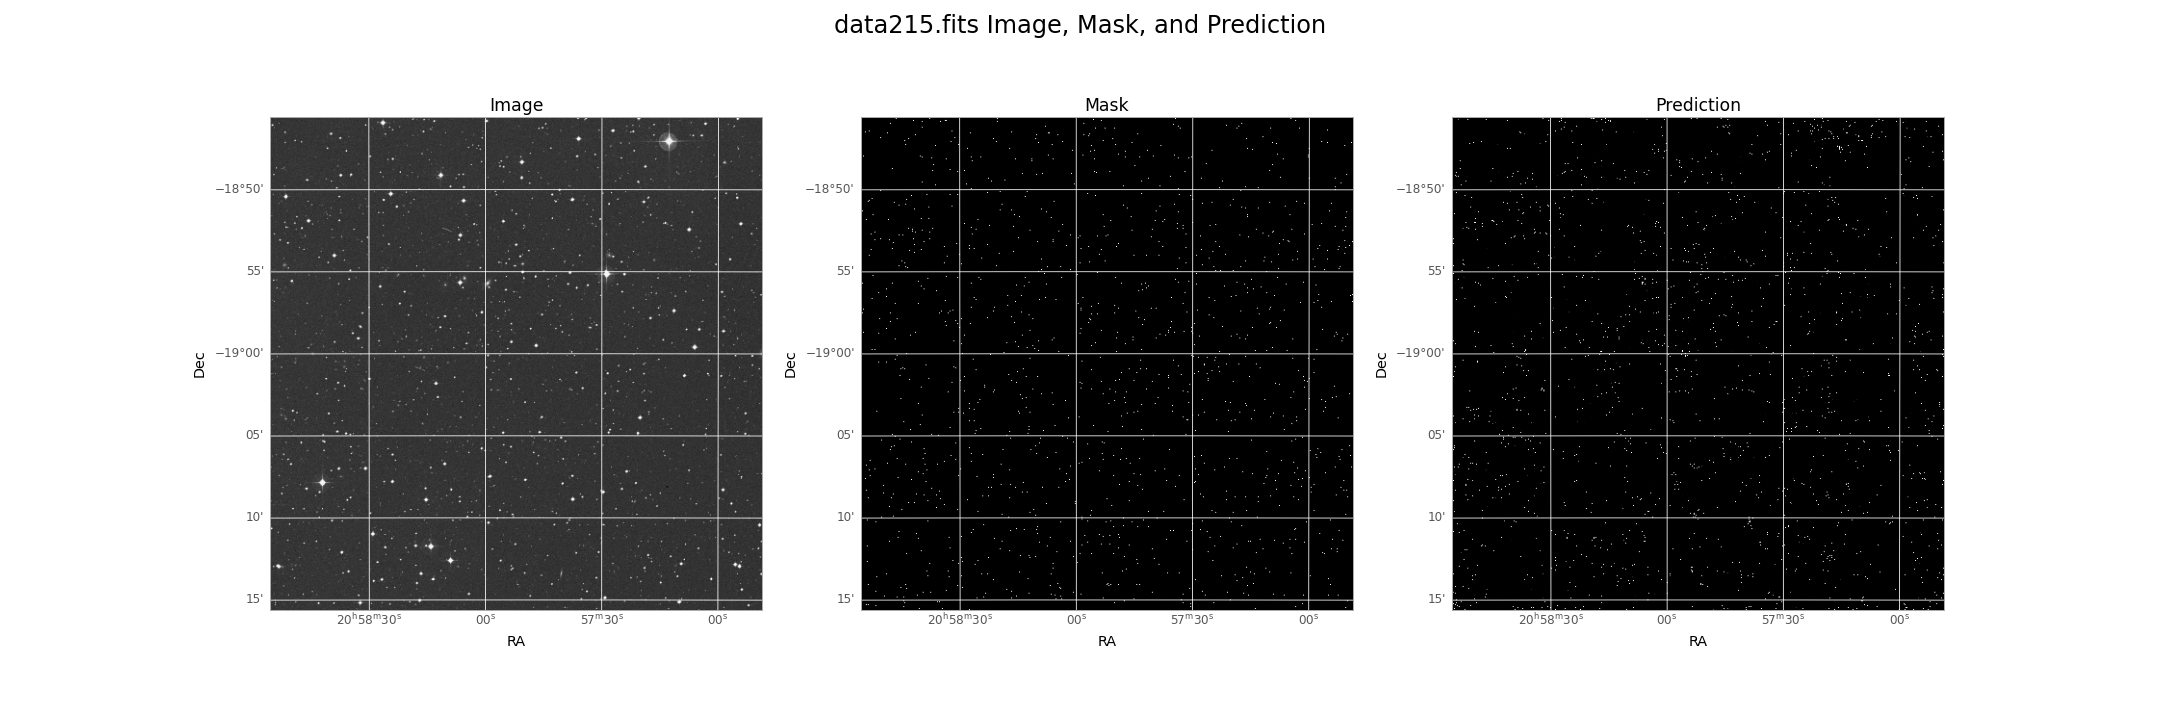 data215.fits Image, Mask, and Prediction
Image
Mask
Prediction
−18°50'
55'
−19°00'
05'
10'
15'
Dec
20ʰ58ᵐ30ˢ
00ˢ
57ᵐ30ˢ
00ˢ
RA
−18°50'
55'
−19°00'
05'
10'
15'
Dec
20ʰ58ᵐ30ˢ
00ˢ
57ᵐ30ˢ
00ˢ
RA
−18°50'
55'
−19°00'
05'
10'
15'
Dec
20ʰ58ᵐ30ˢ
00ˢ
57ᵐ30ˢ
00ˢ
RA